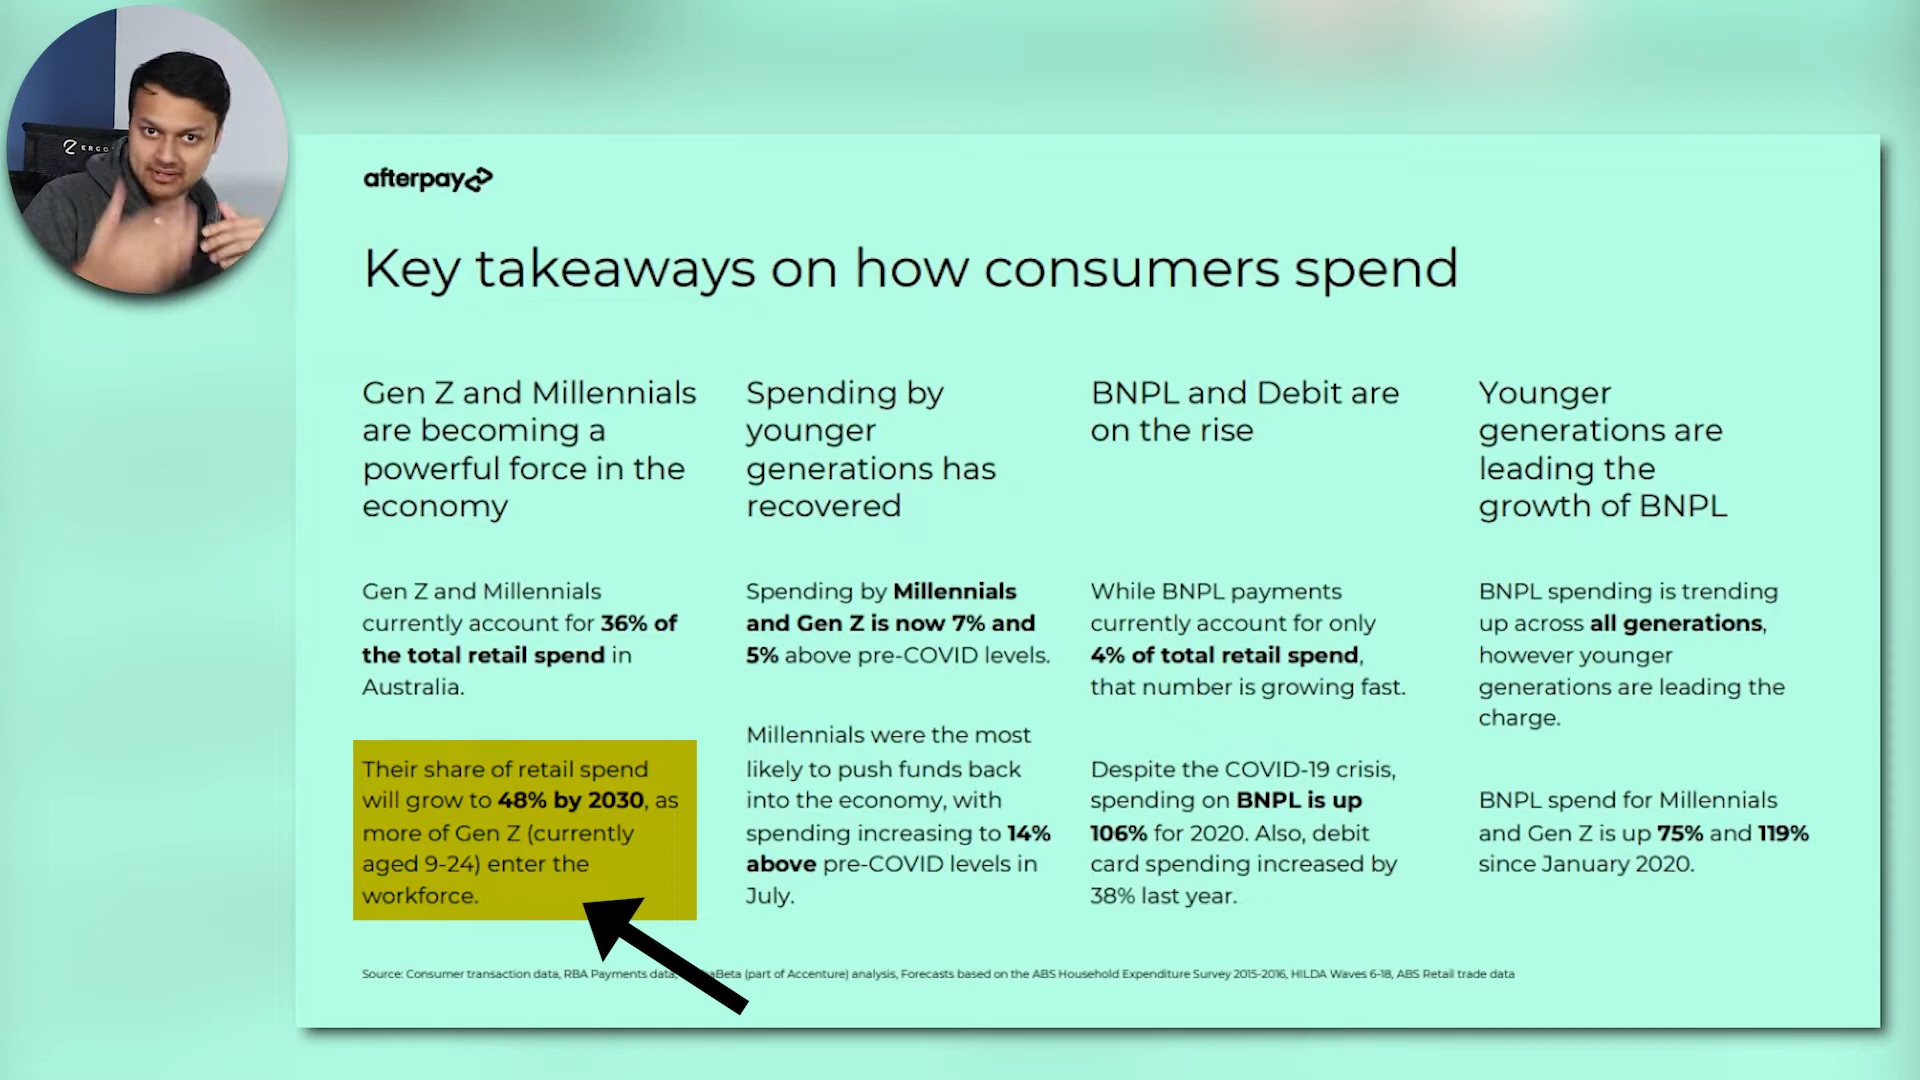 afterpay
Key takeaways on how consumers spend
Gen Z and Millennials
are becoming a
powerful force in the
economy
Gen Z and Millennials
currently account for 36% of
the total retail spend in
Australia.
Their share of retail spend
will grow to 48% by 2030, as
more of Gen Z (currently
aged 9-24) enter the
workforce.
Spending by
younger
generations has
recovered
Spending by Millennials
and Gen Z is now 7% and
5% above pre-COVID levels.
Millennials were the most
likely to push funds back
into the economy, with
spending increasing to 14%
above pre-COVID levels in
July.
BNPL and Debit are
on the rise
While BNPL payments
currently account for only
4% of total retail spend,
that number is growing fast.
Despite the COVID-19 crisis,
spending on BNPL is up
106% for 2020. Also, debit
card spending increased by
38% last year.
Younger
generations are
leading the
growth of BNPL
BNPL spending is trending
up across all generations,
however younger
generations are leading the
charge.
BNPL spend for Millennials
and Gen Z is up 75% and 119%
since January 2020.
Source: Consumer transaction data, RBA Payments data, (part of Accenture) analysis, Forecasts based on the ABS Household Expenditure Survey 2015-2016, HILDA Waves 6-18, ABS Retail trade data